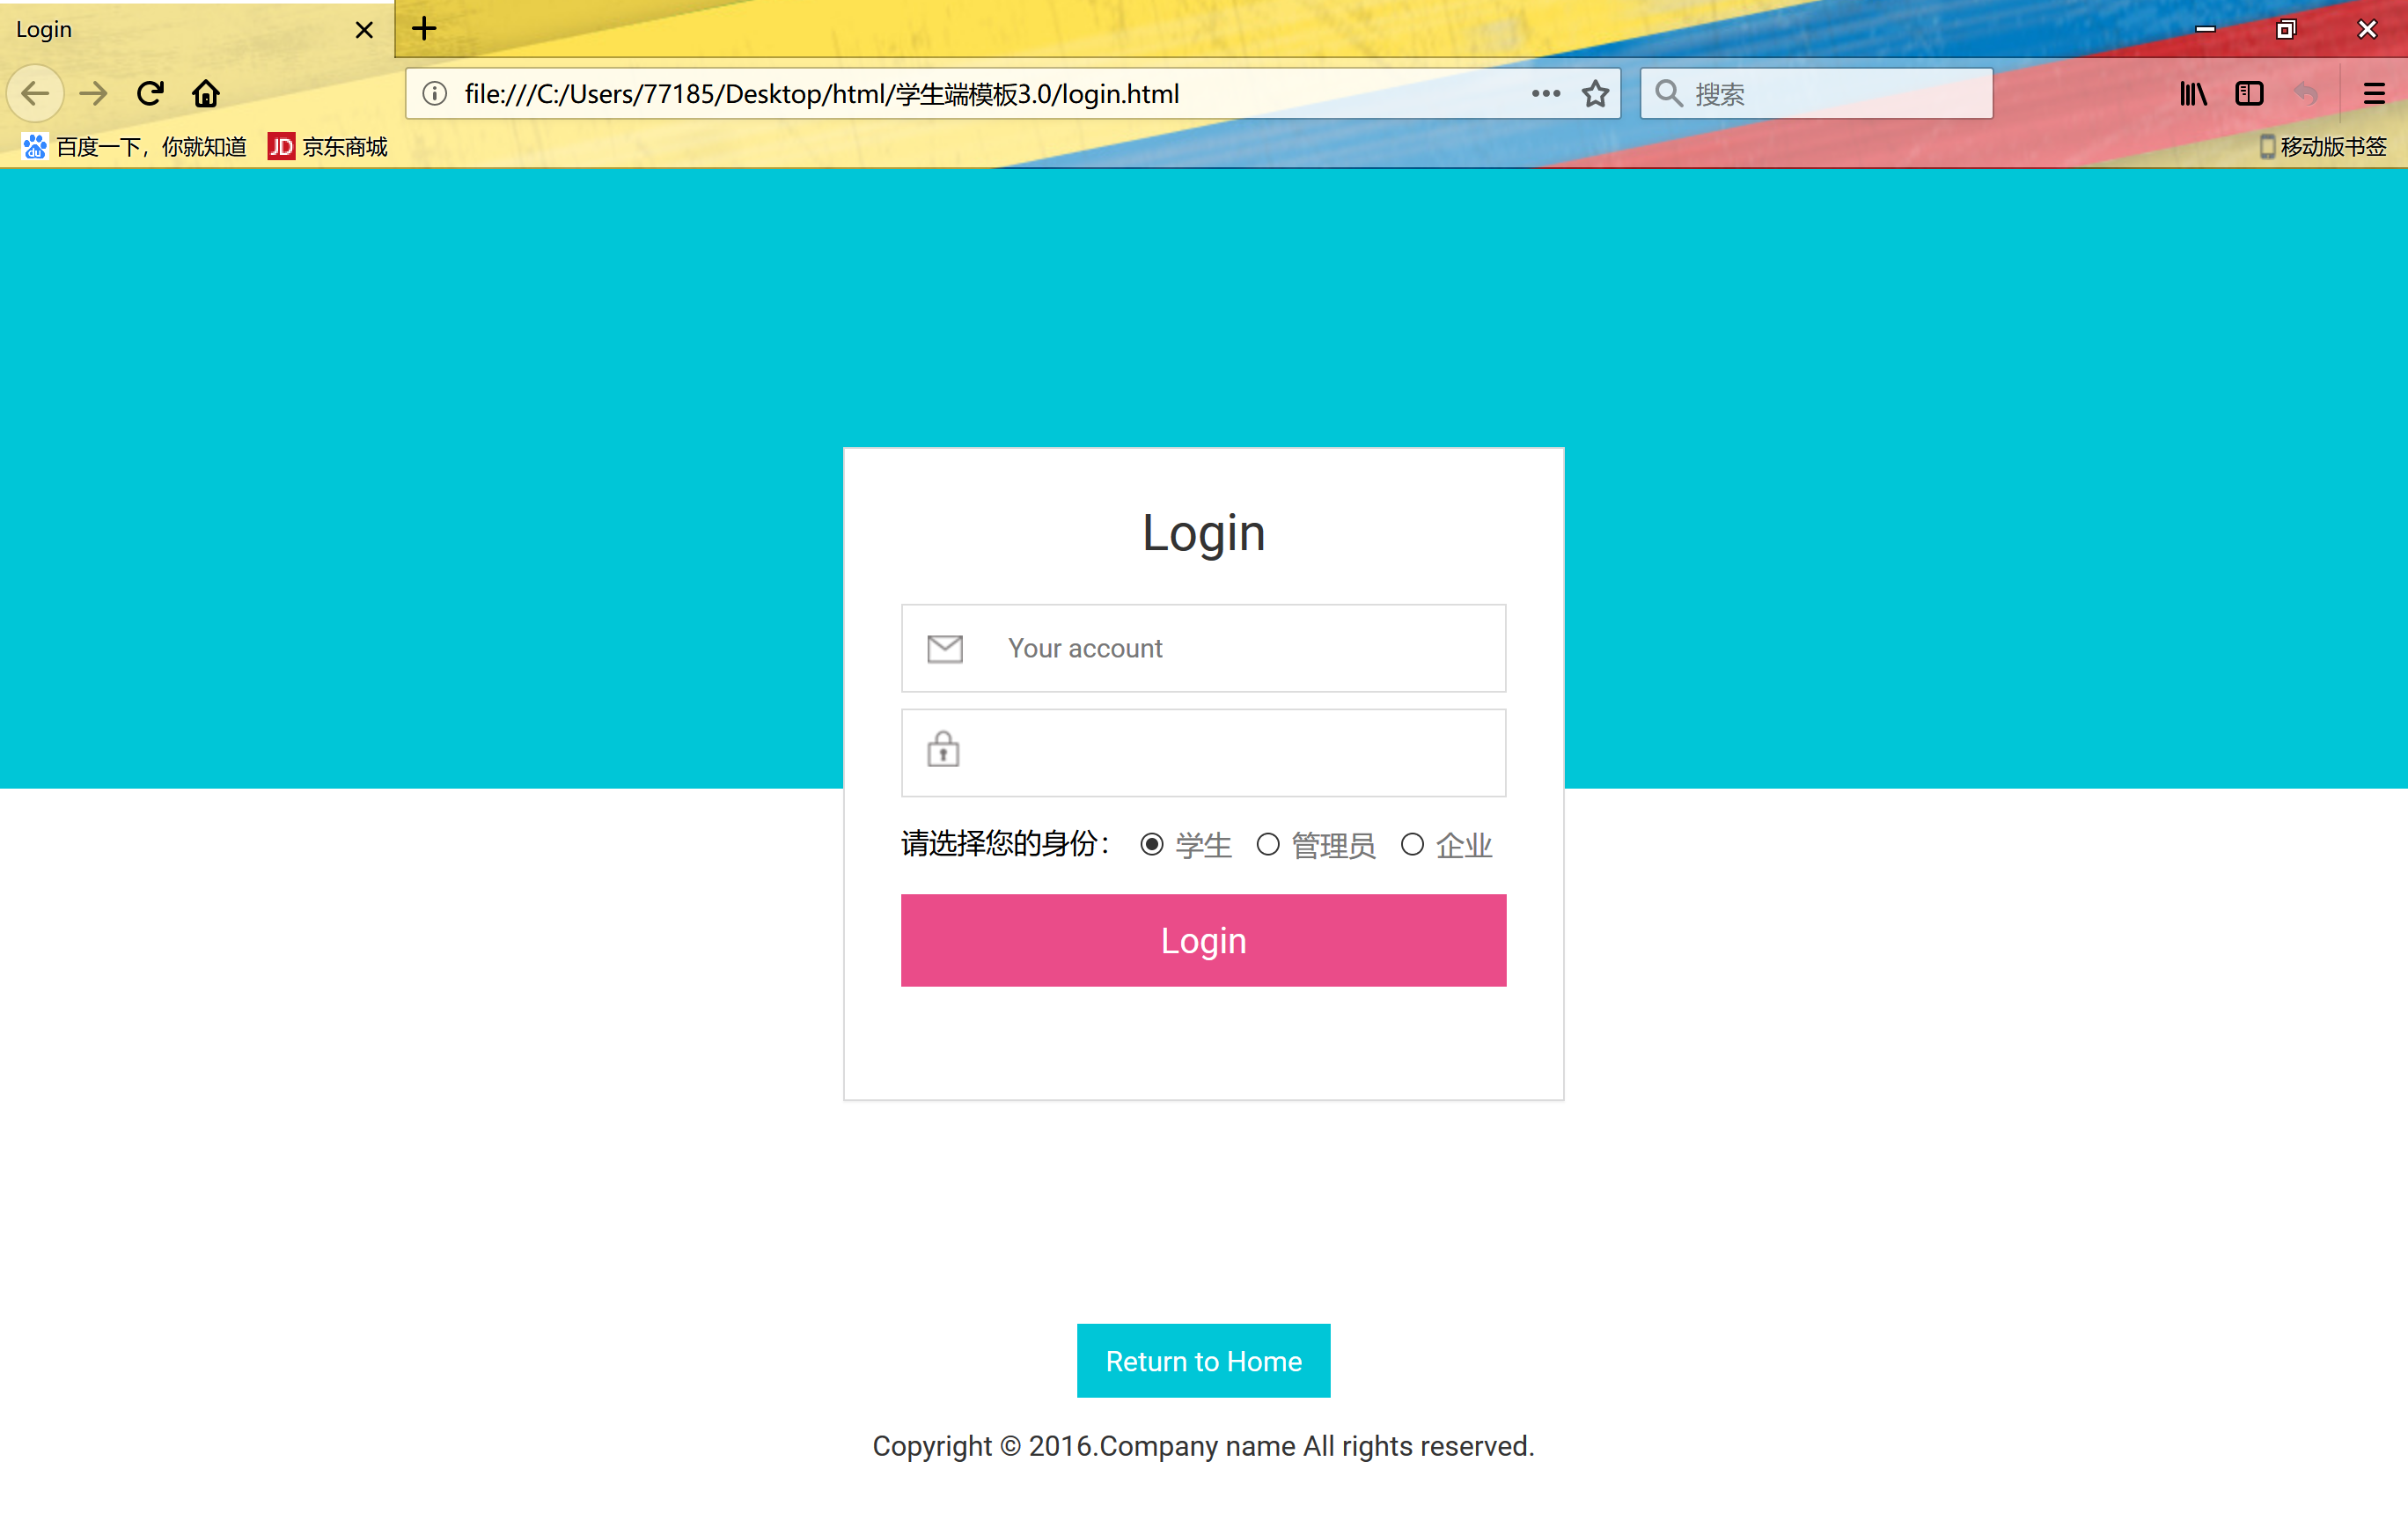 Login
file:///C:/Users/77185/Desktop/html/学生端模板3.0/login.html
搜索
百度一下，你就知道
JD 京东商城
移动版书签
Login
Your account
请选择您的身份： 学生 管理员 企业
Login
Return to Home
Copyright © 2016.Company name All rights reserved.